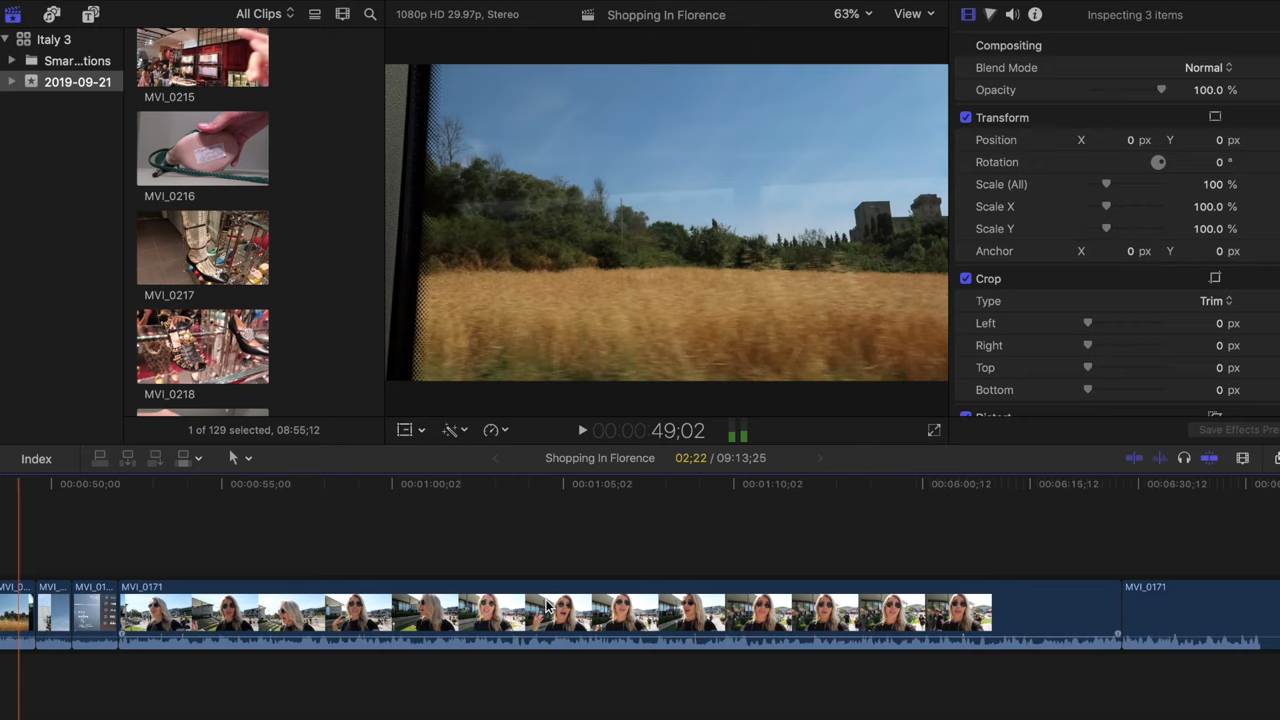 All Clips
1080p HD 29.97p, Stereo
Shopping In Florence
63%
View
Inspecting 3 items
Italy 3
Smar...tions
2019-09-21
MVI_0215
MVI_0216
MVI_0217
MVI_0218
1 of 129 selected, 08:55;12
Compositing
Blend Mode Normal
Opacity 100.0 %
Transform
Position X 0 px Y 0 px
Rotation 0 °
Scale (All) 100 %
Scale X 100.0 %
Scale Y 100.0 %
Anchor X 0 px Y 0 px
Crop
Type Trim
Left 0 px
Right 0 px
Top 0 px
Bottom 0 px
Save Effects Pre
00:00:49;02
Index
Shopping In Florence
02;22 / 09:13;25
00:00:50;00
00:00:55;00
00:01:00;02
00:01:05;02
00:01:10;02
00:06:00;12
00:06:15;12
00:06:30;12
MVI_0...
MVI_...
MVI_01...
MVI_0171
MVI_0171